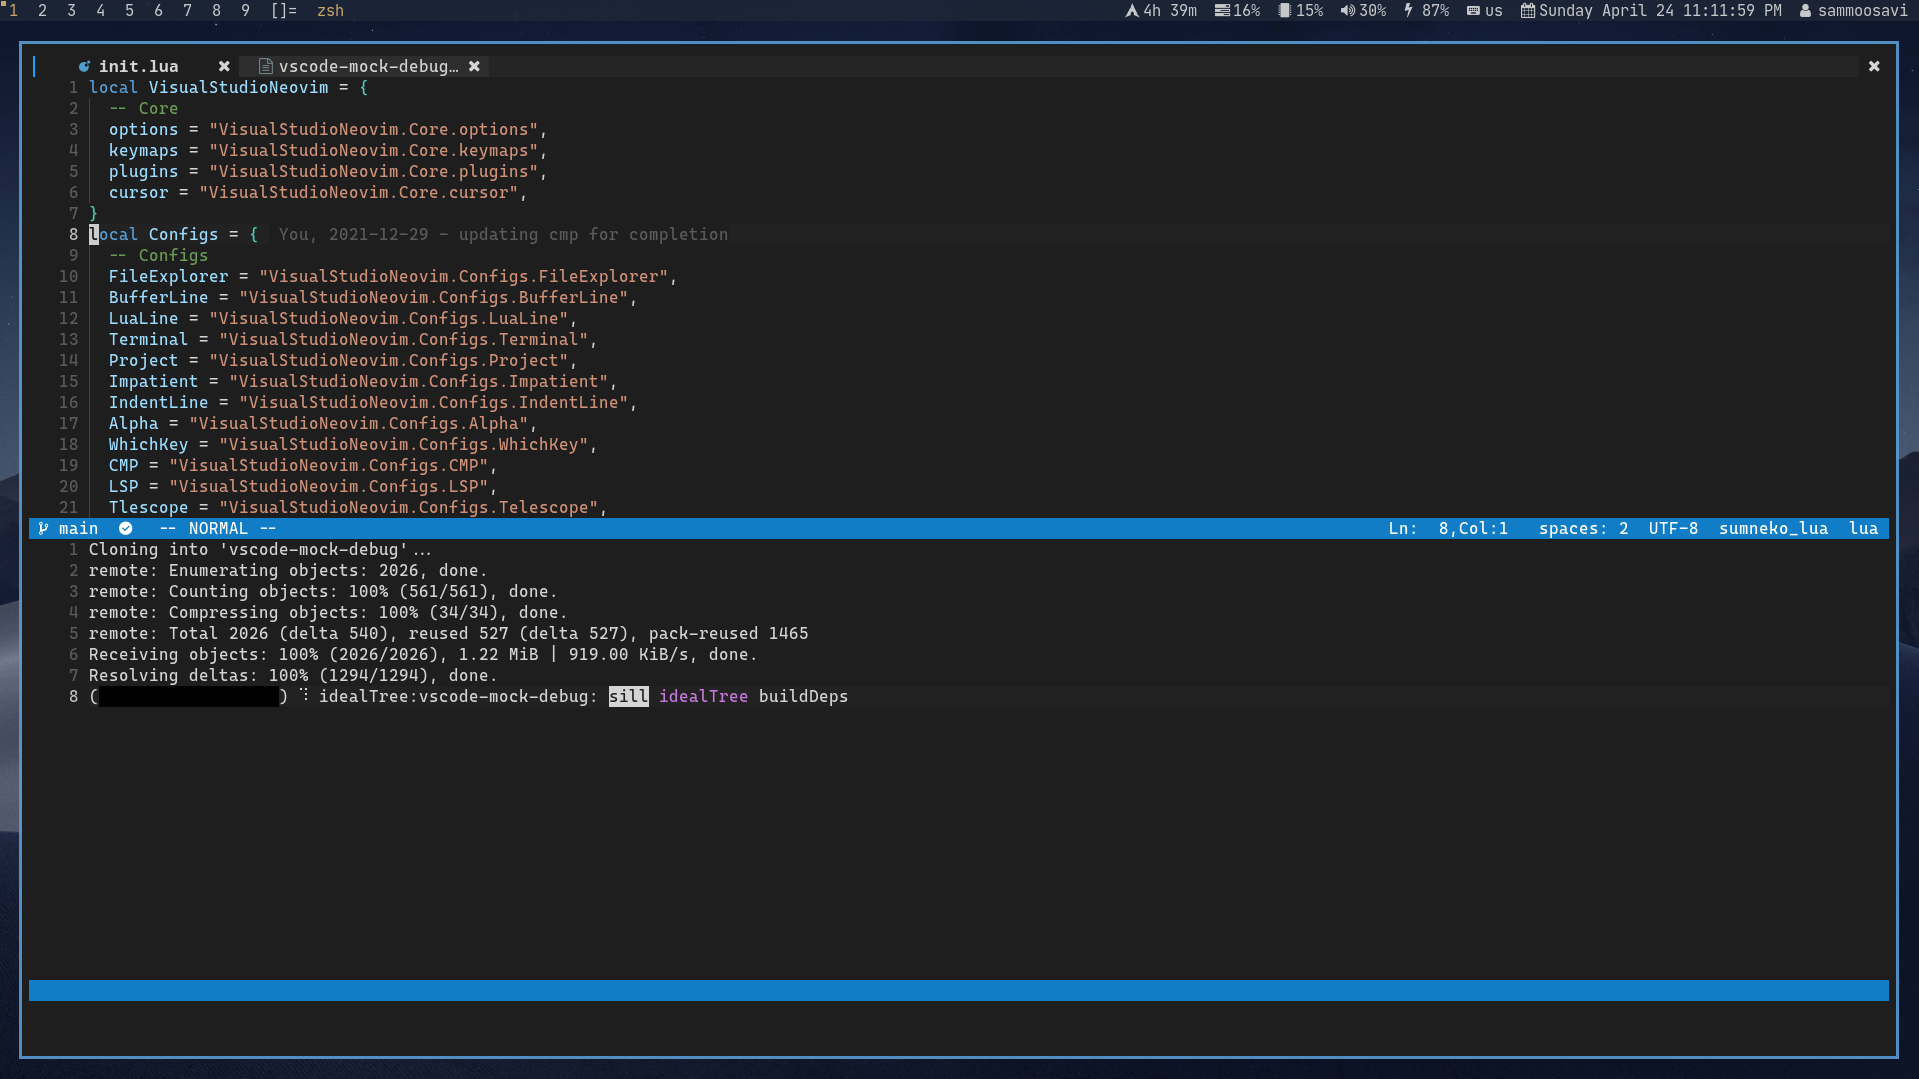 1 2 3 4 5 6 7 8 9 []= zsh 4h 39m 16% 15% 30% 87% us Sunday April 24 11:11:59 PM sammoosavi
init.lua vscode-mock-debug…
1 local VisualStudioNeovim = {
2 -- Core
3 options = "VisualStudioNeovim.Core.options",
4 keymaps = "VisualStudioNeovim.Core.keymaps",
5 plugins = "VisualStudioNeovim.Core.plugins",
6 cursor = "VisualStudioNeovim.Core.cursor",
7 }
8 local Configs = { You, 2021-12-29 - updating cmp for completion
9 -- Configs
10 FileExplorer = "VisualStudioNeovim.Configs.FileExplorer",
11 BufferLine = "VisualStudioNeovim.Configs.BufferLine",
12 LuaLine = "VisualStudioNeovim.Configs.LuaLine",
13 Terminal = "VisualStudioNeovim.Configs.Terminal",
14 Project = "VisualStudioNeovim.Configs.Project",
15 Impatient = "VisualStudioNeovim.Configs.Impatient",
16 IndentLine = "VisualStudioNeovim.Configs.IndentLine",
17 Alpha = "VisualStudioNeovim.Configs.Alpha",
18 WhichKey = "VisualStudioNeovim.Configs.WhichKey",
19 CMP = "VisualStudioNeovim.Configs.CMP",
20 LSP = "VisualStudioNeovim.Configs.LSP",
21 Tlescope = "VisualStudioNeovim.Configs.Telescope",
main -- NORMAL -- Ln: 8,Col:1 spaces: 2 UTF-8 sumneko_lua lua
1 Cloning into 'vscode-mock-debug'...
2 remote: Enumerating objects: 2026, done.
3 remote: Counting objects: 100% (561/561), done.
4 remote: Compressing objects: 100% (34/34), done.
5 remote: Total 2026 (delta 540), reused 527 (delta 527), pack-reused 1465
6 Receiving objects: 100% (2026/2026), 1.22 MiB | 919.00 KiB/s, done.
7 Resolving deltas: 100% (1294/1294), done.
8 ( ) ⠹ idealTree:vscode-mock-debug: sill idealTree buildDeps